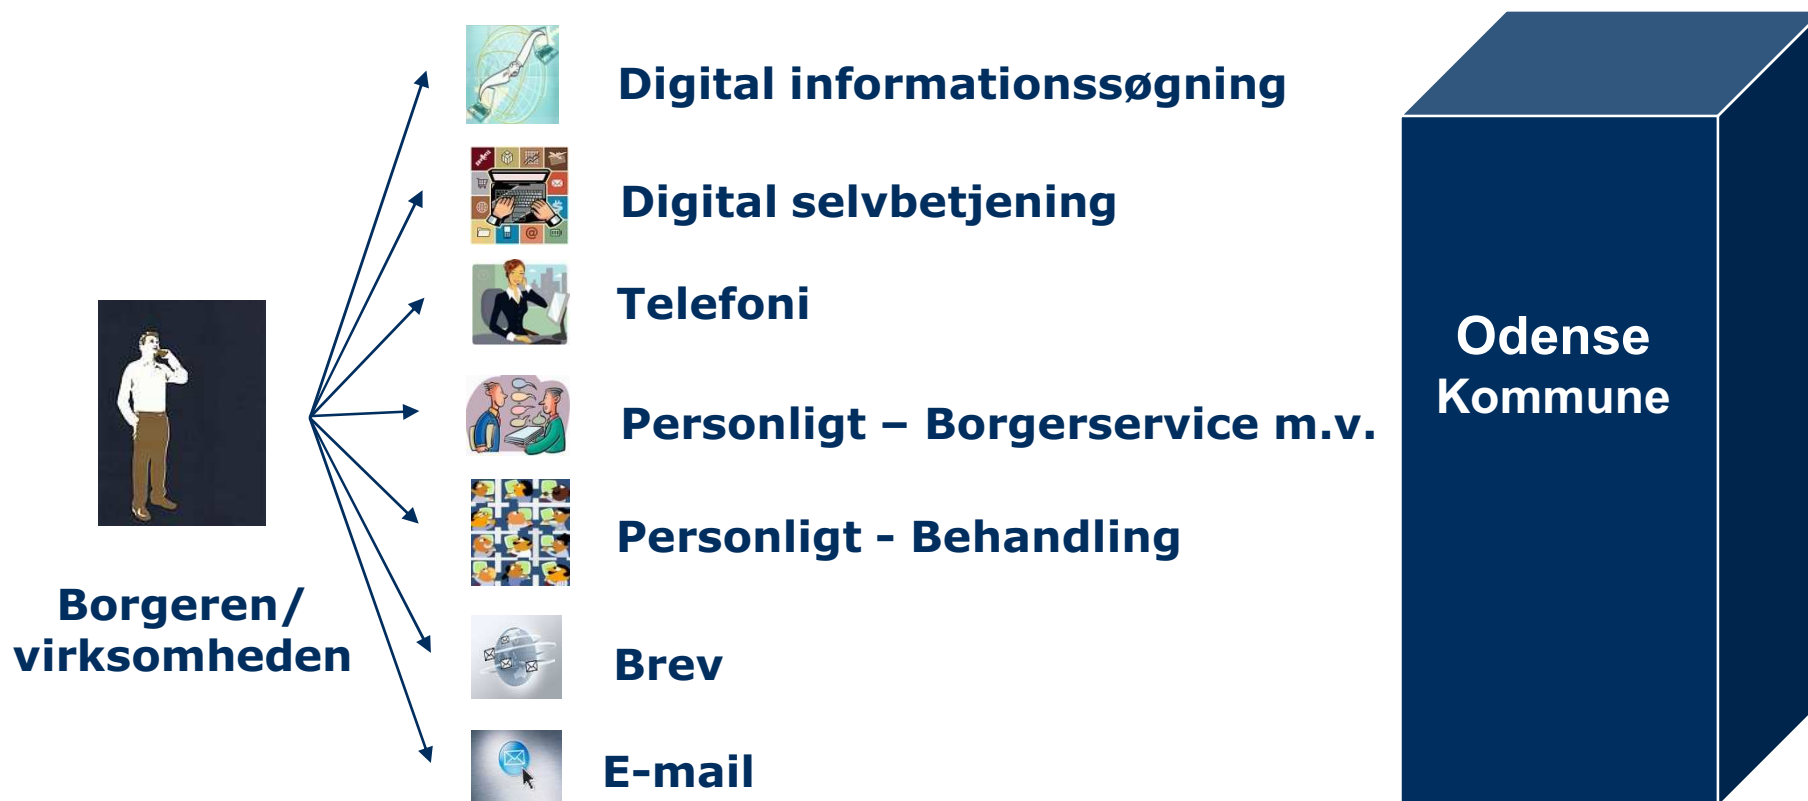 Digital informationssøgning
Digital selvbetjening
Telefoni
Personligt – Borgerservice m.v.
Personligt - Behandling
Brev
E-mail
Borgeren/
virksomheden
Odense
Kommune